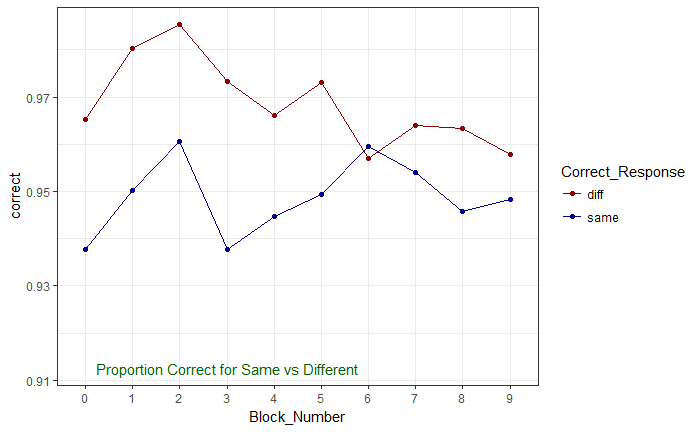 0.97
0.95
0.93
0.91
correct
Proportion Correct for Same vs Different
0 1 2 3 4 5 6 7 8 9
Block_Number
Correct_Response
diff
same